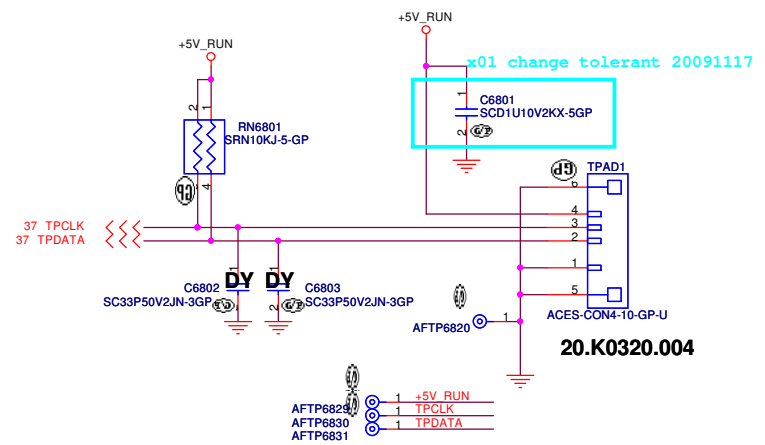 +5V_RUN
+5V_RUN
x01 change tolerant 20091117
1
C6801
SCD1U10V2KX-5GP
2
G/P
2
1
RN6801
SRN10KJ-5-GP
4
GP
GP
TPAD1
6
4
37 TPCLK
3
37 TPDATA
2
1
5
1
1
DY
DY
C6802
C6803
SC33P50V2JN-3GP
SC33P50V2JN-3GP
2
2
G/P
AFTP6820
1
ACES-CON4-10-GP-U
20.K0320.004
AFTP6829
1
+5V_RUN
AFTP6830
1
TPCLK
AFTP6831
1
TPDATA